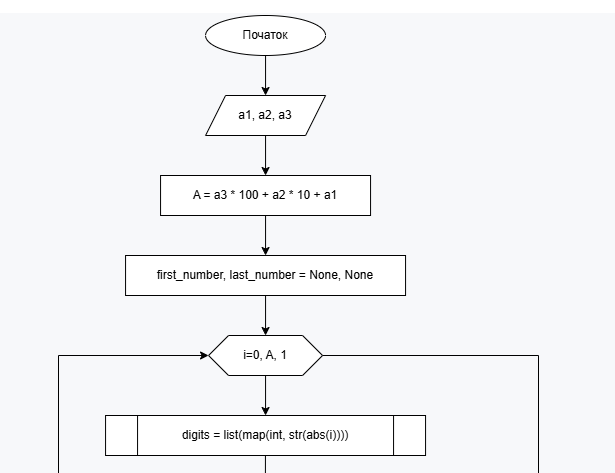 Початок
a1, a2, a3
A = a3 * 100 + a2 * 10 + a1
first_number, last_number = None, None
i=0, A, 1
digits = list(map(int, str(abs(i))))